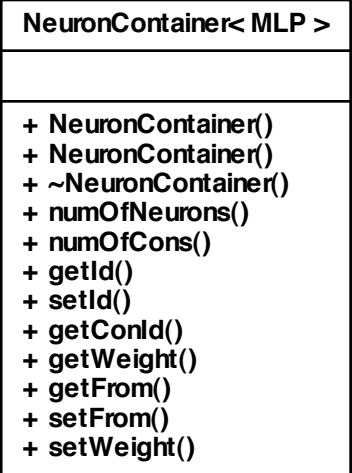 NeuronContainer< MLP >
+ NeuronContainer()
+ NeuronContainer()
+ ~NeuronContainer()
+ numOfNeurons()
+ numOfCons()
+ getId()
+ setId()
+ getConId()
+ getWeight()
+ getFrom()
+ setFrom()
+ setWeight()